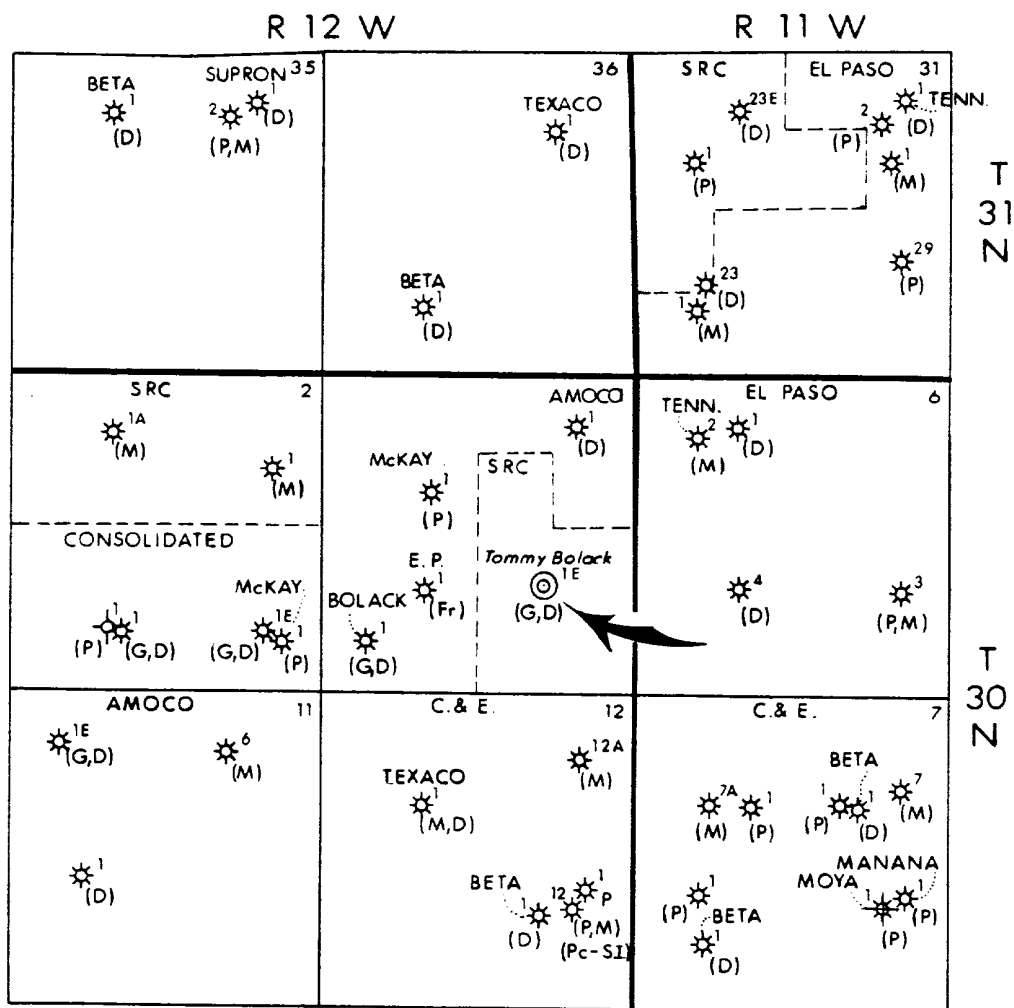 R 12 W
R 11 W
BETA
1
(D)
SUPRON
35
2
1
(D)
(P,M)
36
TEXACO
1
(D)
BETA
1
(D)
SRC
EL PASO
31
23E
(D)
1
(P)
1
TENN.
(D)
2
(P)
1
(M)
29
(P)
23
(D)
1
(M)
T
31
N
SRC
2
1A
(M)
1
(M)
CONSOLIDATED
1
(P)
1
(G,D)
McKAY
1E
(G,D)
1
(P)
AMOCO
1
(D)
McKAY
1
(P)
SRC
E.P.
1
(Fr)
Tommy Bolack
1E
(G,D)
BOLACK
1
(G,D)
EL PASO
6
TENN.
2
(M)
1
(D)
4
(D)
3
(P,M)
T
30
N
AMOCO
11
1E
(G,D)
6
(M)
1
(D)
C.& E.
12
12A
(M)
TEXACO
1
(M,D)
BETA
1
(D)
12
1
P
(P,M)
(Pc-SI)
C.& E.
7
7A
(M)
1
(P)
BETA
1
(P)
1
(D)
7
(M)
MANANA
MOYA
1
1
(P)
(P)
1
(P)
BETA
1
(D)